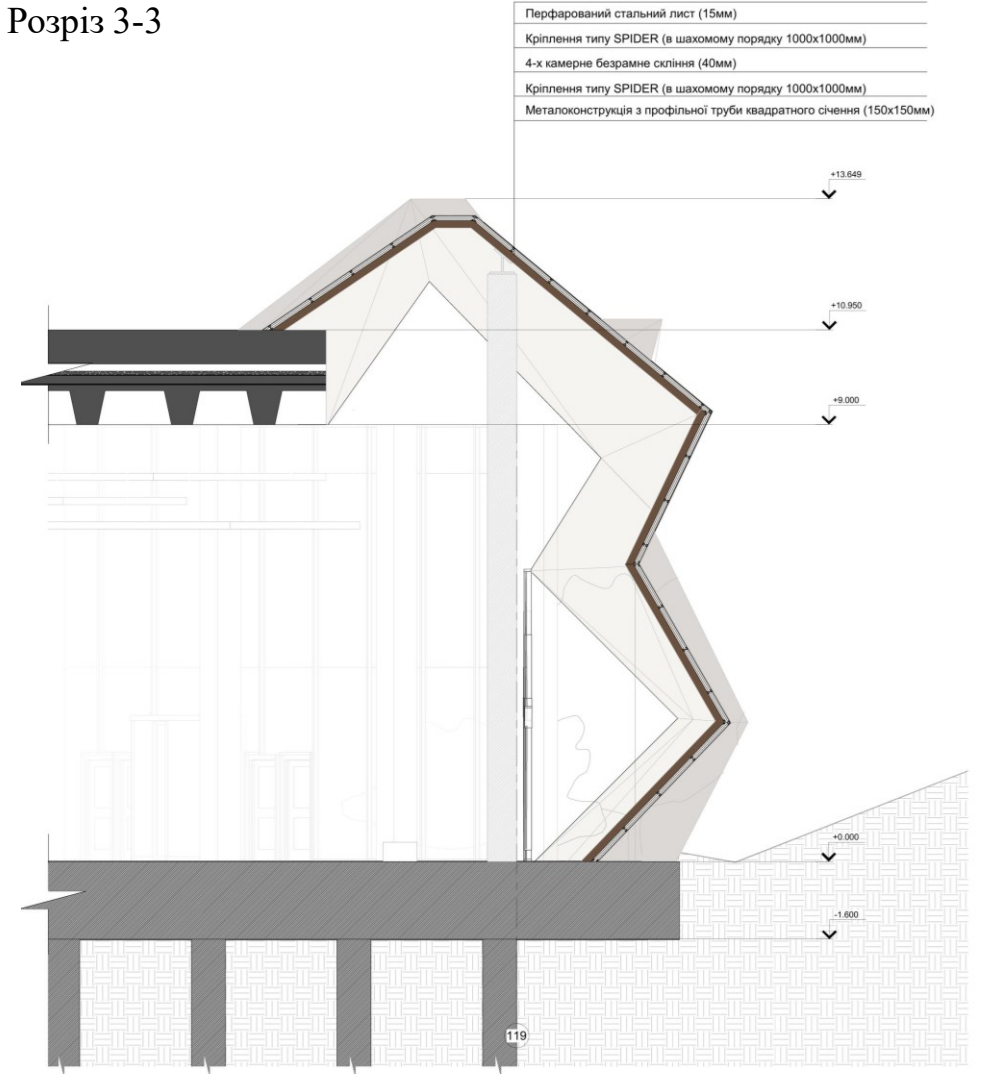 Розріз 3-3
Перфарований стальний лист (15мм)
Кріплення типу SPIDER (в шахомому порядку 1000х1000мм)
4-х камерне безрамне скління (40мм)
Кріплення типу SPIDER (в шахомому порядку 1000х1000мм)
Металоконструкція з профільної труби квадратного січення (150х150мм)
+13.649
+10.950
+9.000
+0.000
-1.600
119